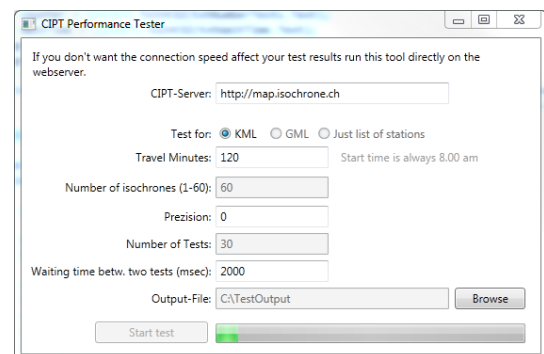 CIPT Performance Tester
If you don't want the connection speed affect your test results run this tool directly on the
webserver.
CIPT-Server: http://map.isochrone.ch
Test for: KML GML Just list of stations
Travel Minutes: 120 Start time is always 8.00 am
Number of isochrones (1-60): 60
Prezision: 0
Number of Tests: 30
Waiting time betw. two tests (msec): 2000
Output-File: C:\TestOutput Browse
Start test